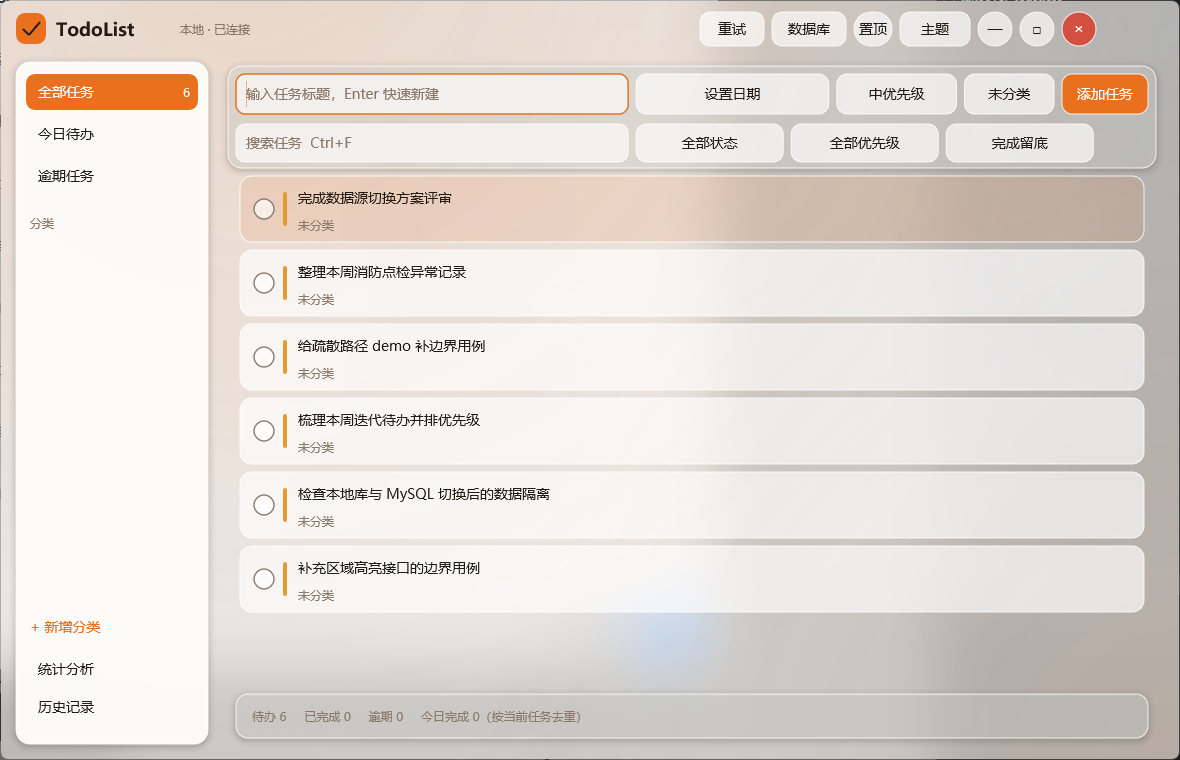 TodoList 本地 · 已连接 重试 数据库 置顶 主题
全部任务 6
今日待办
逾期任务
分类
+ 新增分类
统计分析
历史记录
输入任务标题，Enter 快速新建 设置日期 中优先级 未分类 添加任务
搜索任务 Ctrl+F 全部状态 全部优先级 完成留底
完成数据源切换方案评审
未分类
整理本周消防点检异常记录
未分类
给疏散路径 demo 补边界用例
未分类
梳理本周迭代待办并排优先级
未分类
检查本地库与 MySQL 切换后的数据隔离
未分类
补充区域高亮接口的边界用例
未分类
待办 6 已完成 0 逾期 0 今日完成 0（按当前任务去重）